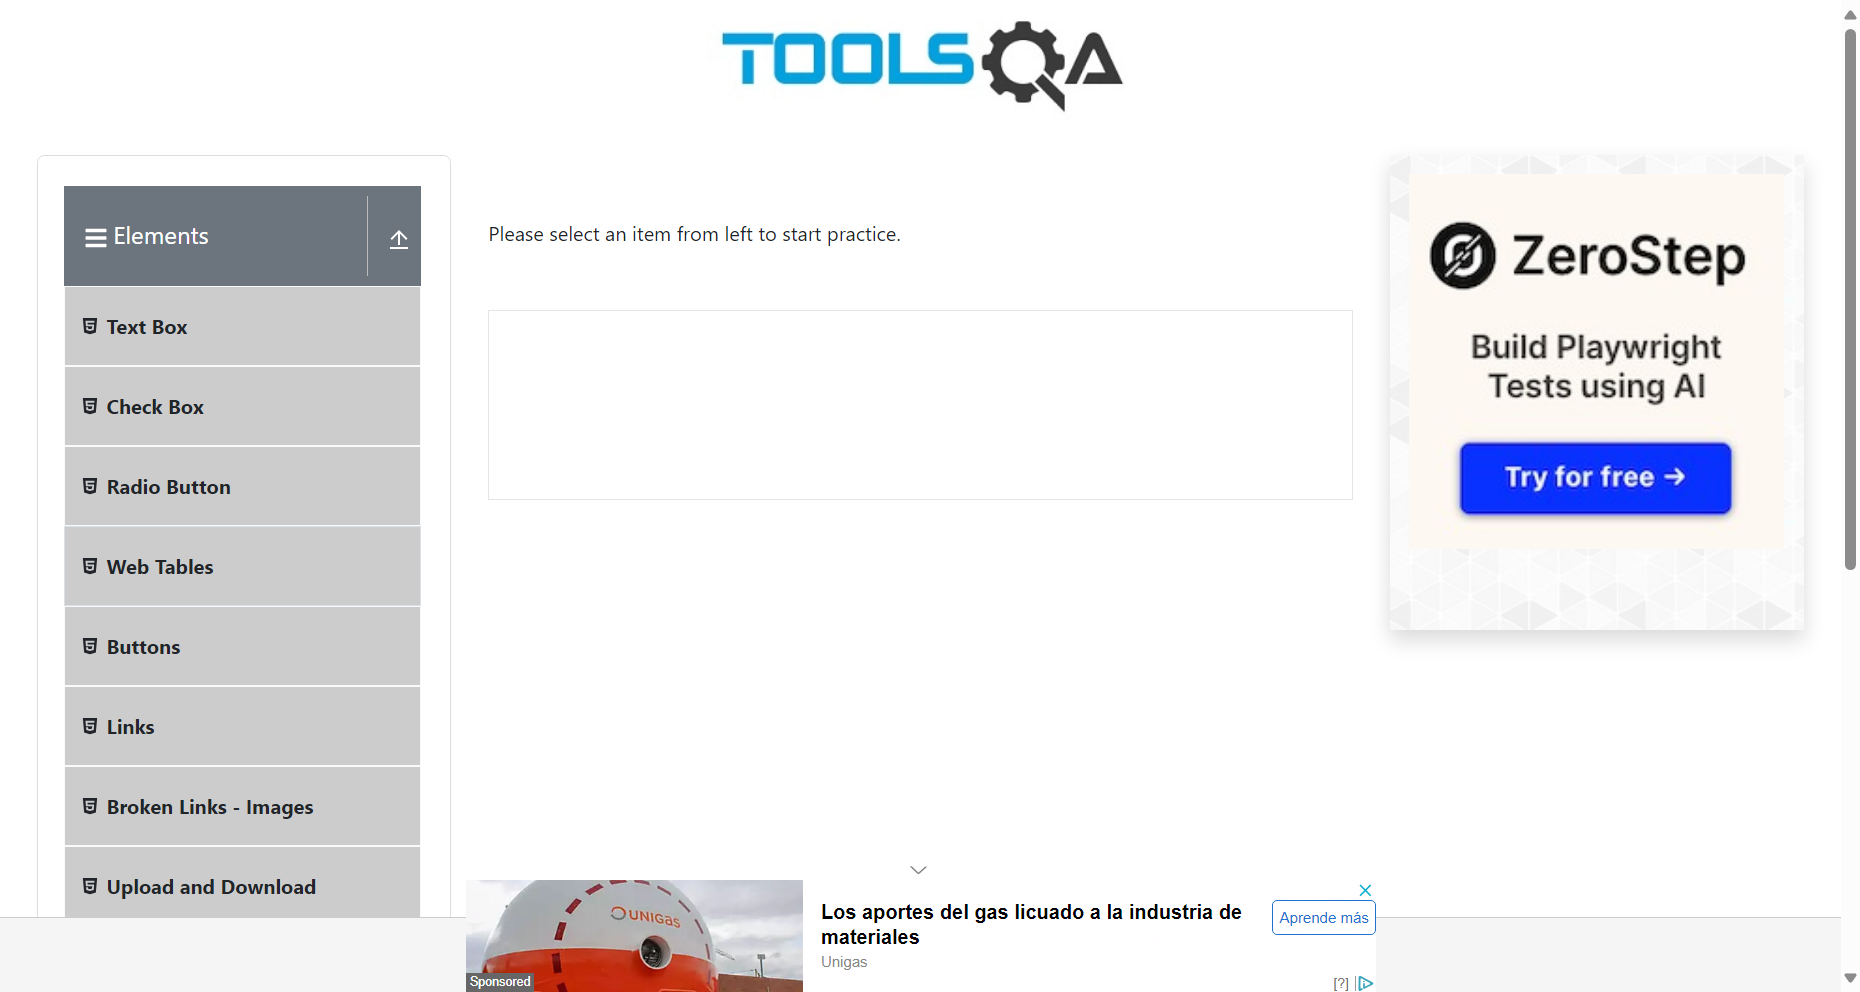 TOOLSQA
Elements
Text Box
Check Box
Radio Button
Web Tables
Buttons
Links
Broken Links - Images
Upload and Download
Please select an item from left to start practice.
ZeroStep
Build Playwright
Tests using AI
Try for free →
UNIGas
Sponsored
Los aportes del gas licuado a la industria de
materiales
Unigas
Aprende más
[?]